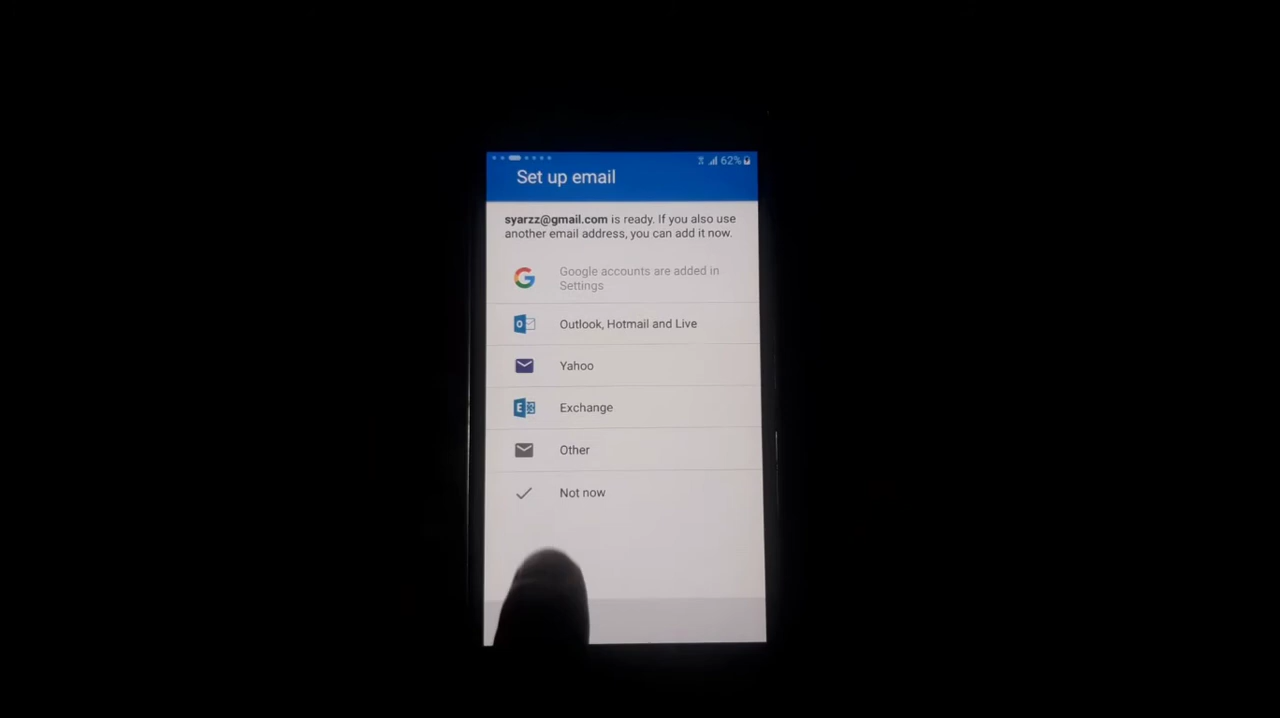 62%
Set up email
syarzz@gmail.com is ready. If you also use
another email address, you can add it now.
G
Google accounts are added in
Settings
O
Outlook, Hotmail and Live
Yahoo
E
Exchange
Other
Not now